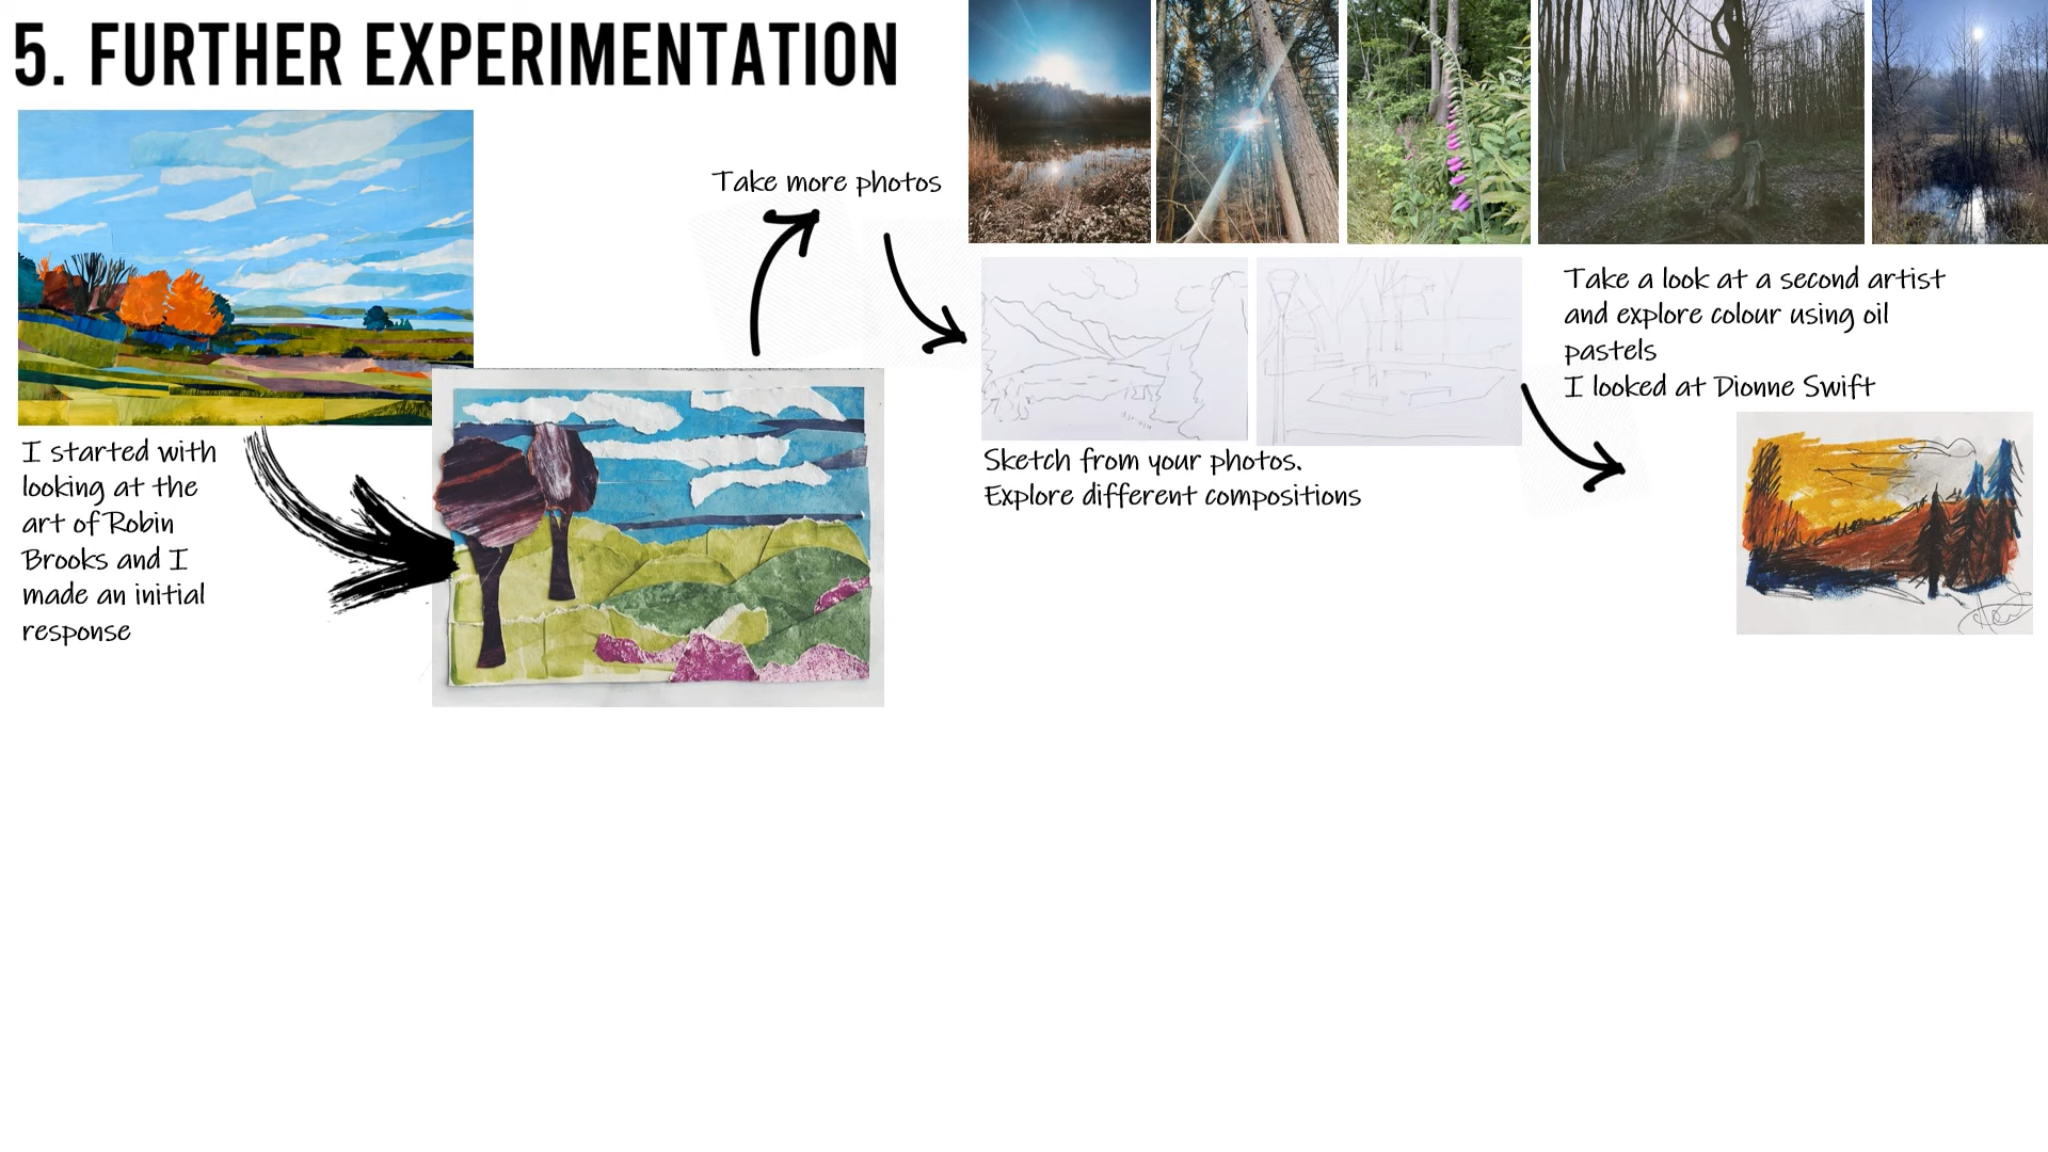 5. FURTHER EXPERIMENTATION
I started with
looking at the
art of Robin
Brooks and I
made an initial
response
Take more photos
Sketch from your photos.
Explore different compositions
Take a look at a second artist
and explore colour using oil
pastels
I looked at Dionne Swift